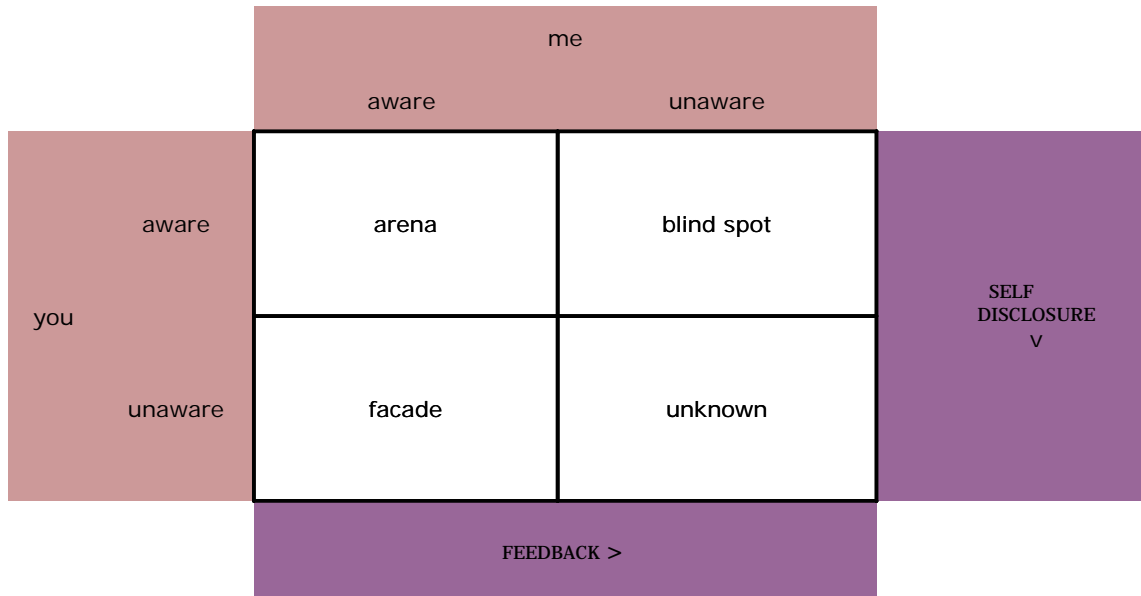 me
aware unaware
aware arena blind spot
SELF
DISCLOSURE
v
you
unaware facade unknown
FEEDBACK >